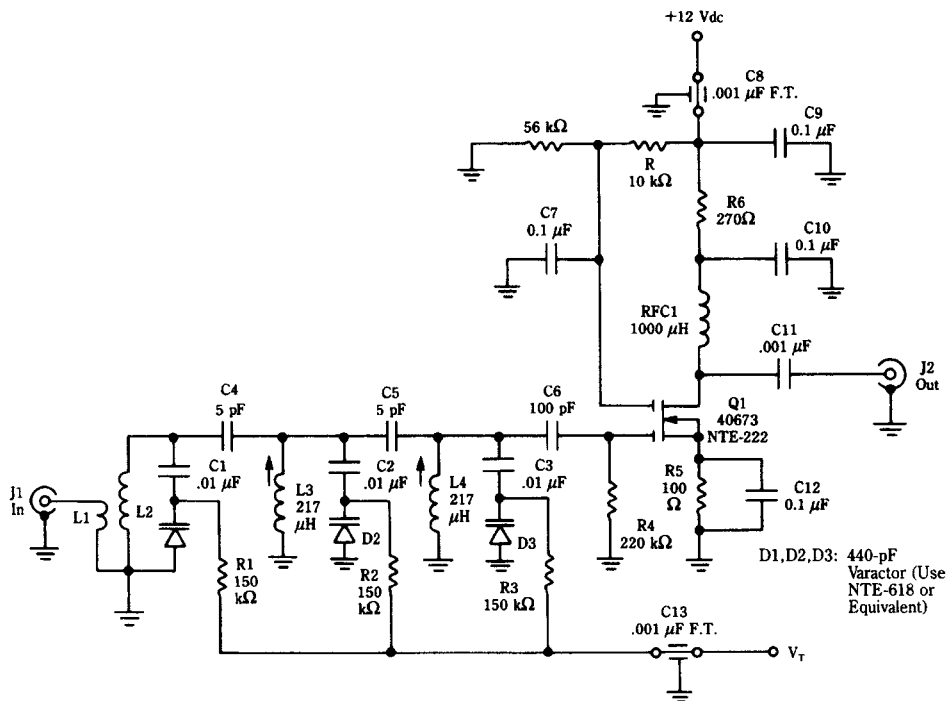 +12 Vdc
C8
.001 μF F.T.
56 kΩ
R
10 kΩ
C9
0.1 μF
R6
270Ω
C7
0.1 μF
C10
0.1 μF
RFC1
1000 μH
C11
.001 μF
J2
Out
C4
5 pF
C5
5 pF
C6
100 pF
Q1
40673
NTE-222
C1
.01 μF
L3
217
μH
C2
.01 μF
L4
217
μH
C3
.01 μF
J1
In
L1
L2
D2
D3
R1
150
kΩ
R2
150
kΩ
R3
150 kΩ
R4
220 kΩ
R5
100
Ω
C12
0.1 μF
D1,D2,D3: 440-pF
Varactor (Use
NTE-618 or
Equivalent)
C13
.001 μF F.T.
VT